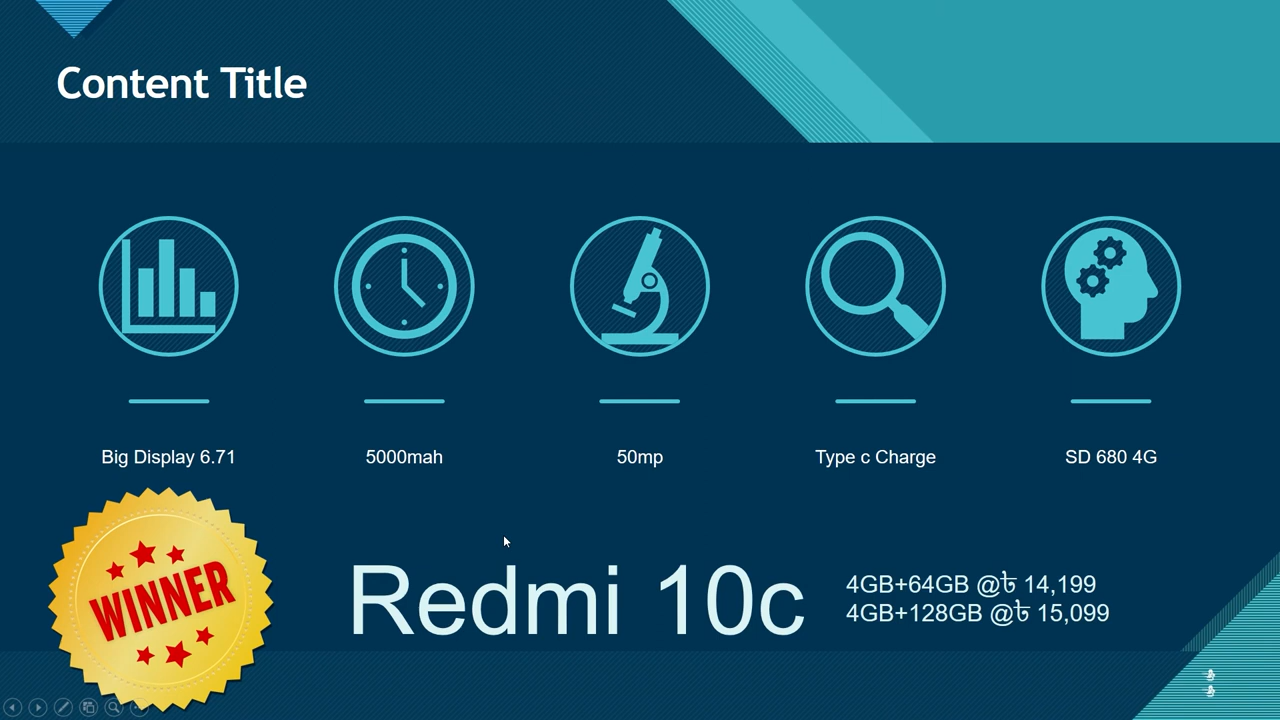 Content Title
Big Display 6.71
5000mah
50mp
Type c Charge
SD 680 4G
WINNER
Redmi 10c
4GB+64GB @৳ 14,199
4GB+128GB @৳ 15,099